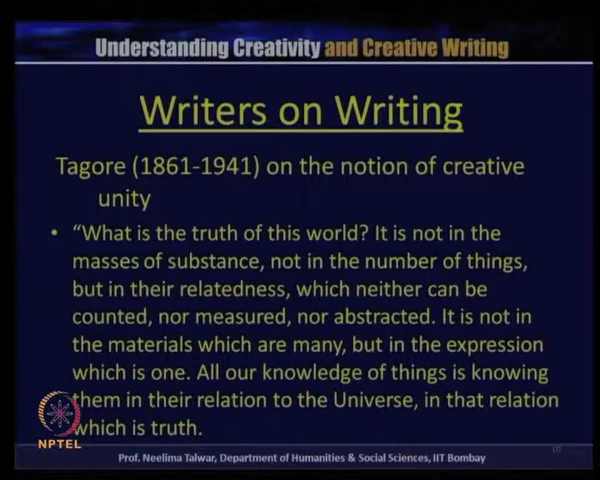 Understanding Creativity and Creative Writing
Writers on Writing
Tagore (1861-1941) on the notion of creative
unity
• “What is the truth of this world? It is not in the
masses of substance, not in the number of things,
but in their relatedness, which neither can be
counted, nor measured, nor abstracted. It is not in
the materials which are many, but in the expression
which is one. All our knowledge of things is knowing
them in their relation to the Universe, in that relation
which is truth.
NPTEL
Prof. Neelima Talwar, Department of Humanities & Social Sciences, IIT Bombay